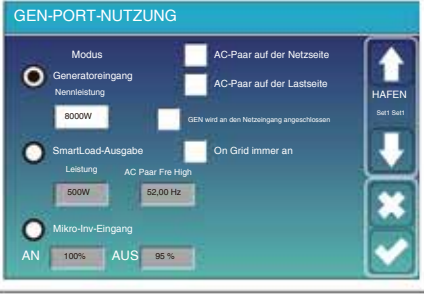 GEN-PORT-NUTZUNG
Modus
AC-Paar auf der Netzseite
Generatoreingang
AC-Paar auf der Lastseite
Nennleistung
8000W
GEN wird an den Netzeingang angeschlossen
SmartLoad-Ausgabe
On Grid immer an
Leistung
AC Paar Fre High
500W
52,00 Hz
Mikro-Inv-Eingang
AN
100%
AUS
95 %
HAFEN
Set1 Set1